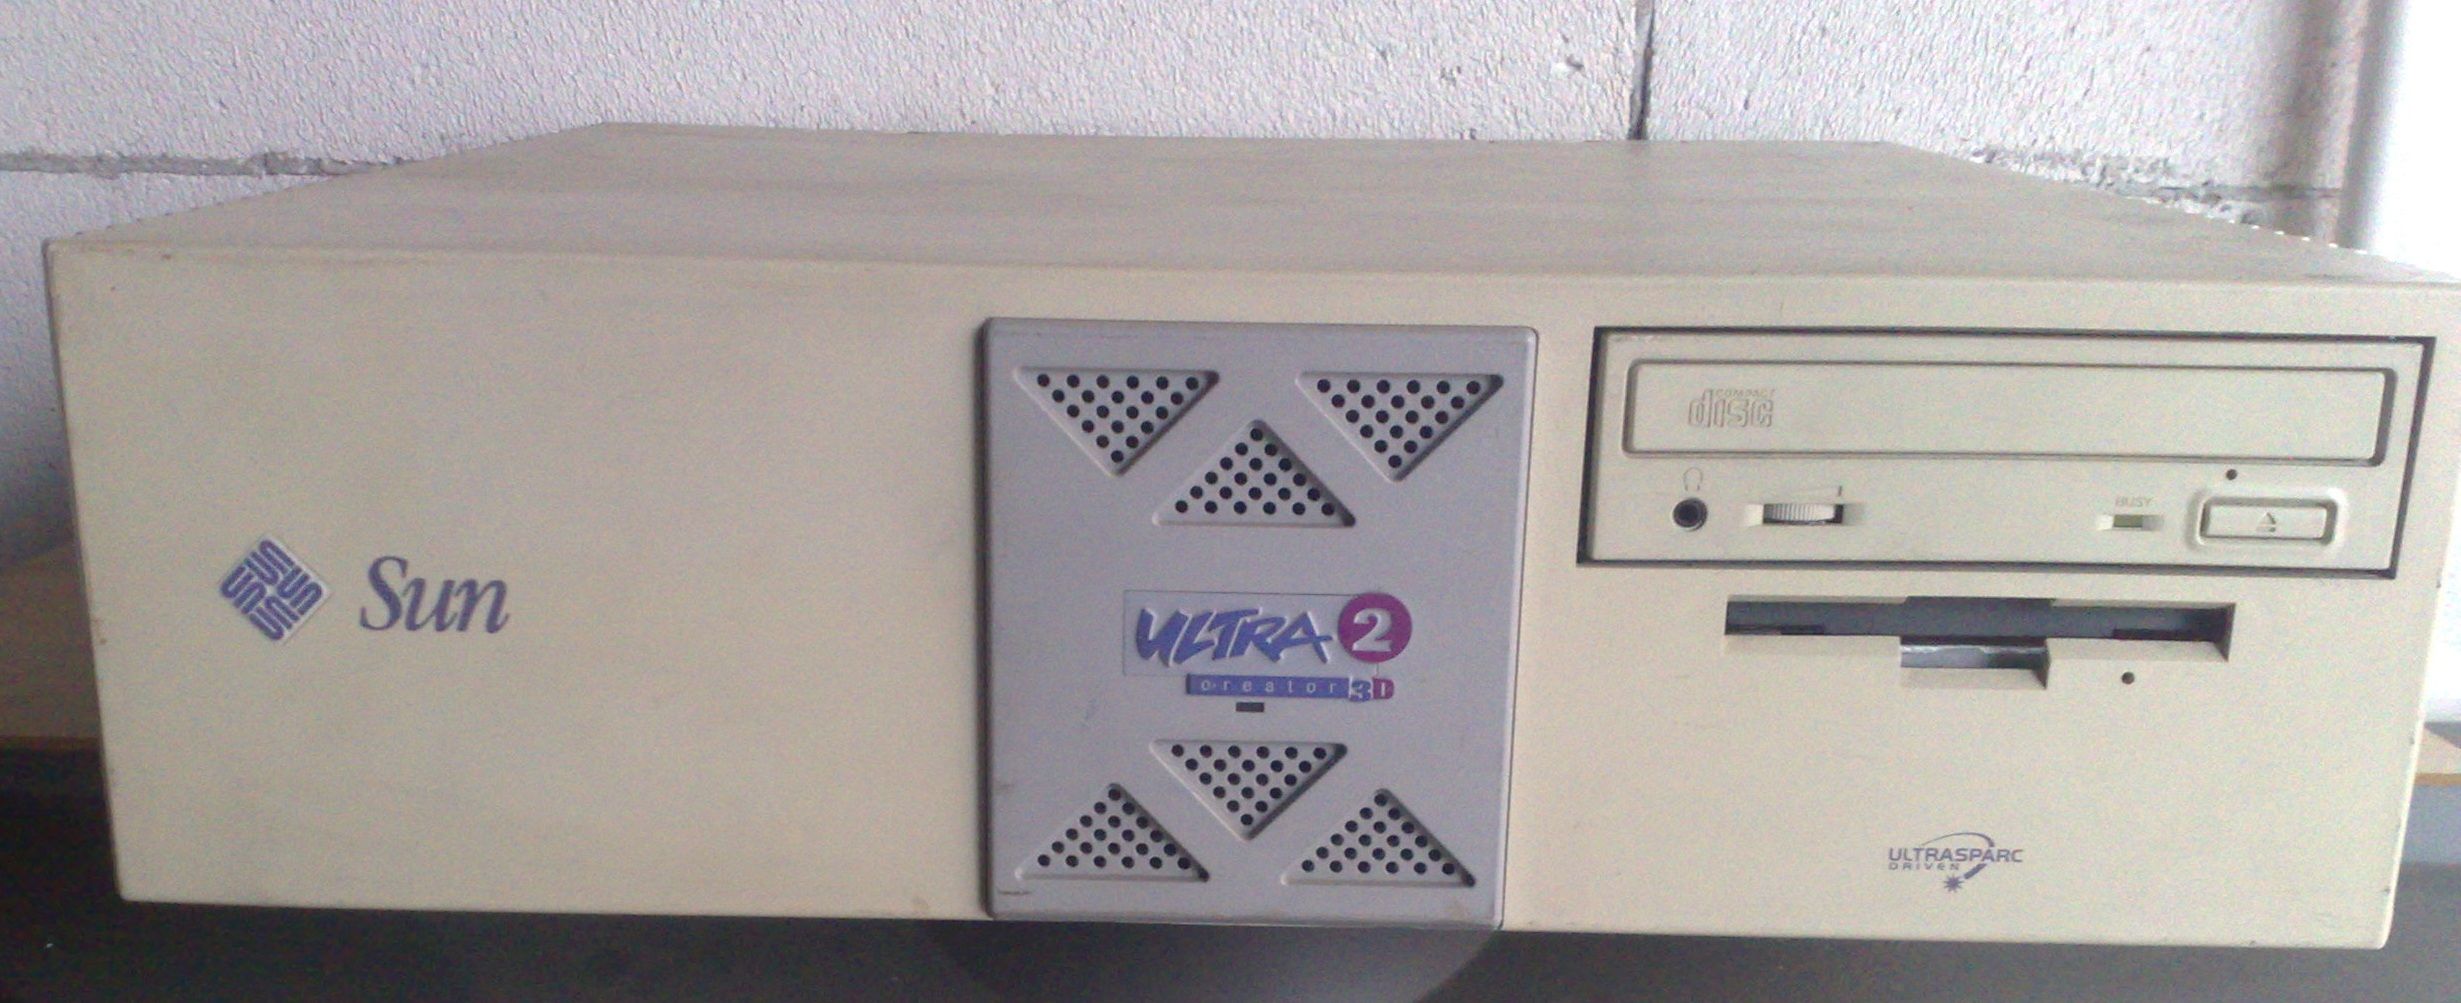 Sun
ULTRA 2
creator 3D
COMPACT
disc
BUSY
ULTRASPARC
DRIVEN